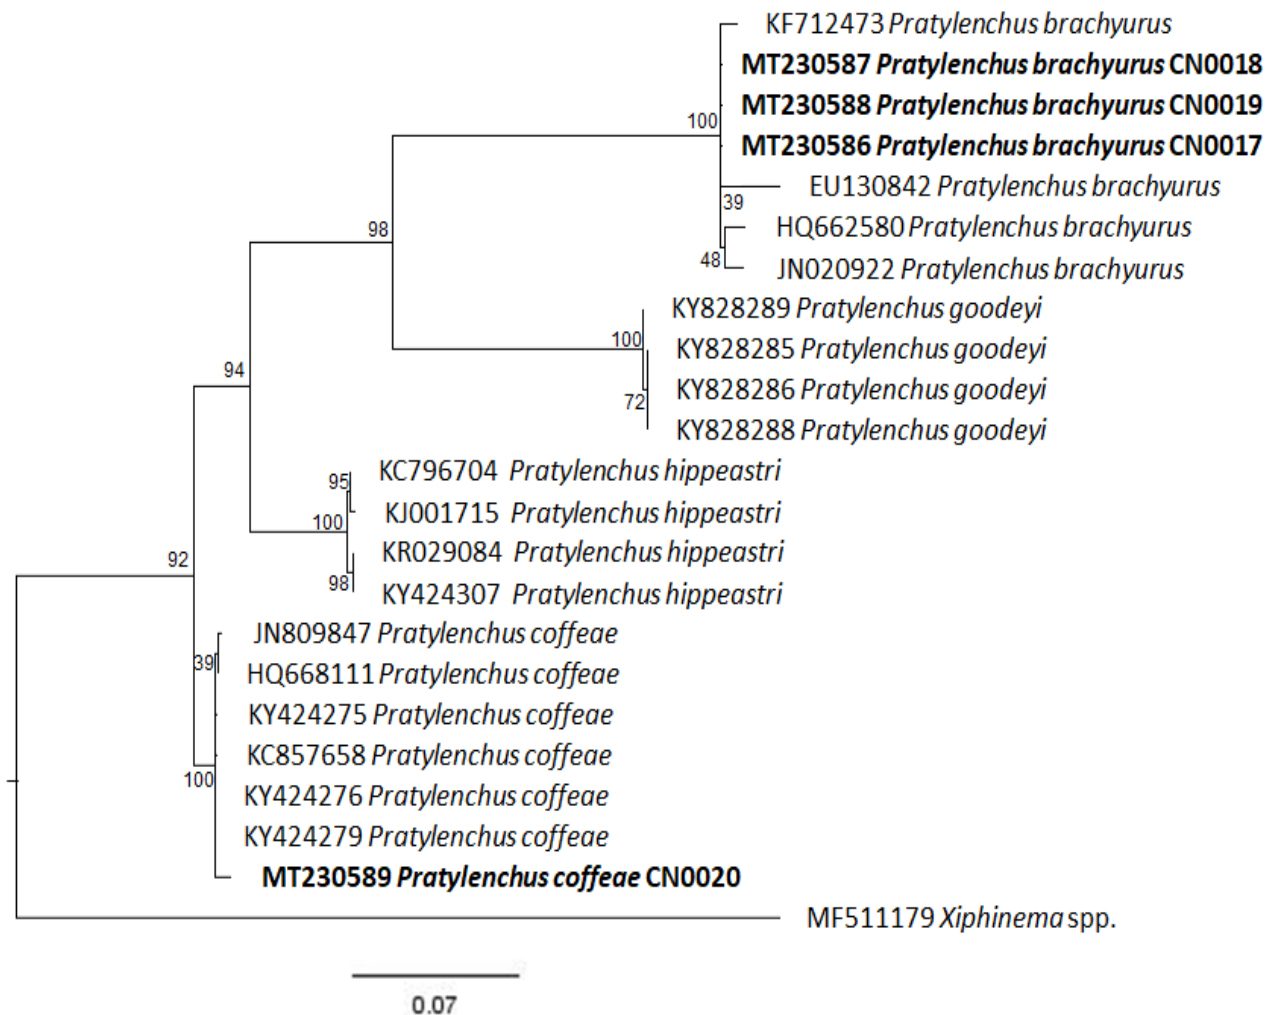 KF712473 Pratylenchus brachyurus
MT230587 Pratylenchus brachyurus CN0018
MT230588 Pratylenchus brachyurus CN0019
100
MT230586 Pratylenchus brachyurus CN0017
EU130842 Pratylenchus brachyurus
39
HQ662580 Pratylenchus brachyurus
98
48
JN020922 Pratylenchus brachyurus
KY828289 Pratylenchus goodeyi
100
KY828285 Pratylenchus goodeyi
94
KY828286 Pratylenchus goodeyi
72
KY828288 Pratylenchus goodeyi
KC796704 Pratylenchus hippeastri
95
KJ001715 Pratylenchus hippeastri
100
KR029084 Pratylenchus hippeastri
92
98
KY424307 Pratylenchus hippeastri
JN809847 Pratylenchus coffeae
39
HQ668111 Pratylenchus coffeae
KY424275 Pratylenchus coffeae
KC857658 Pratylenchus coffeae
100
KY424276 Pratylenchus coffeae
KY424279 Pratylenchus coffeae
MT230589 Pratylenchus coffeae CN0020
MF511179 Xiphinema spp.
0.07